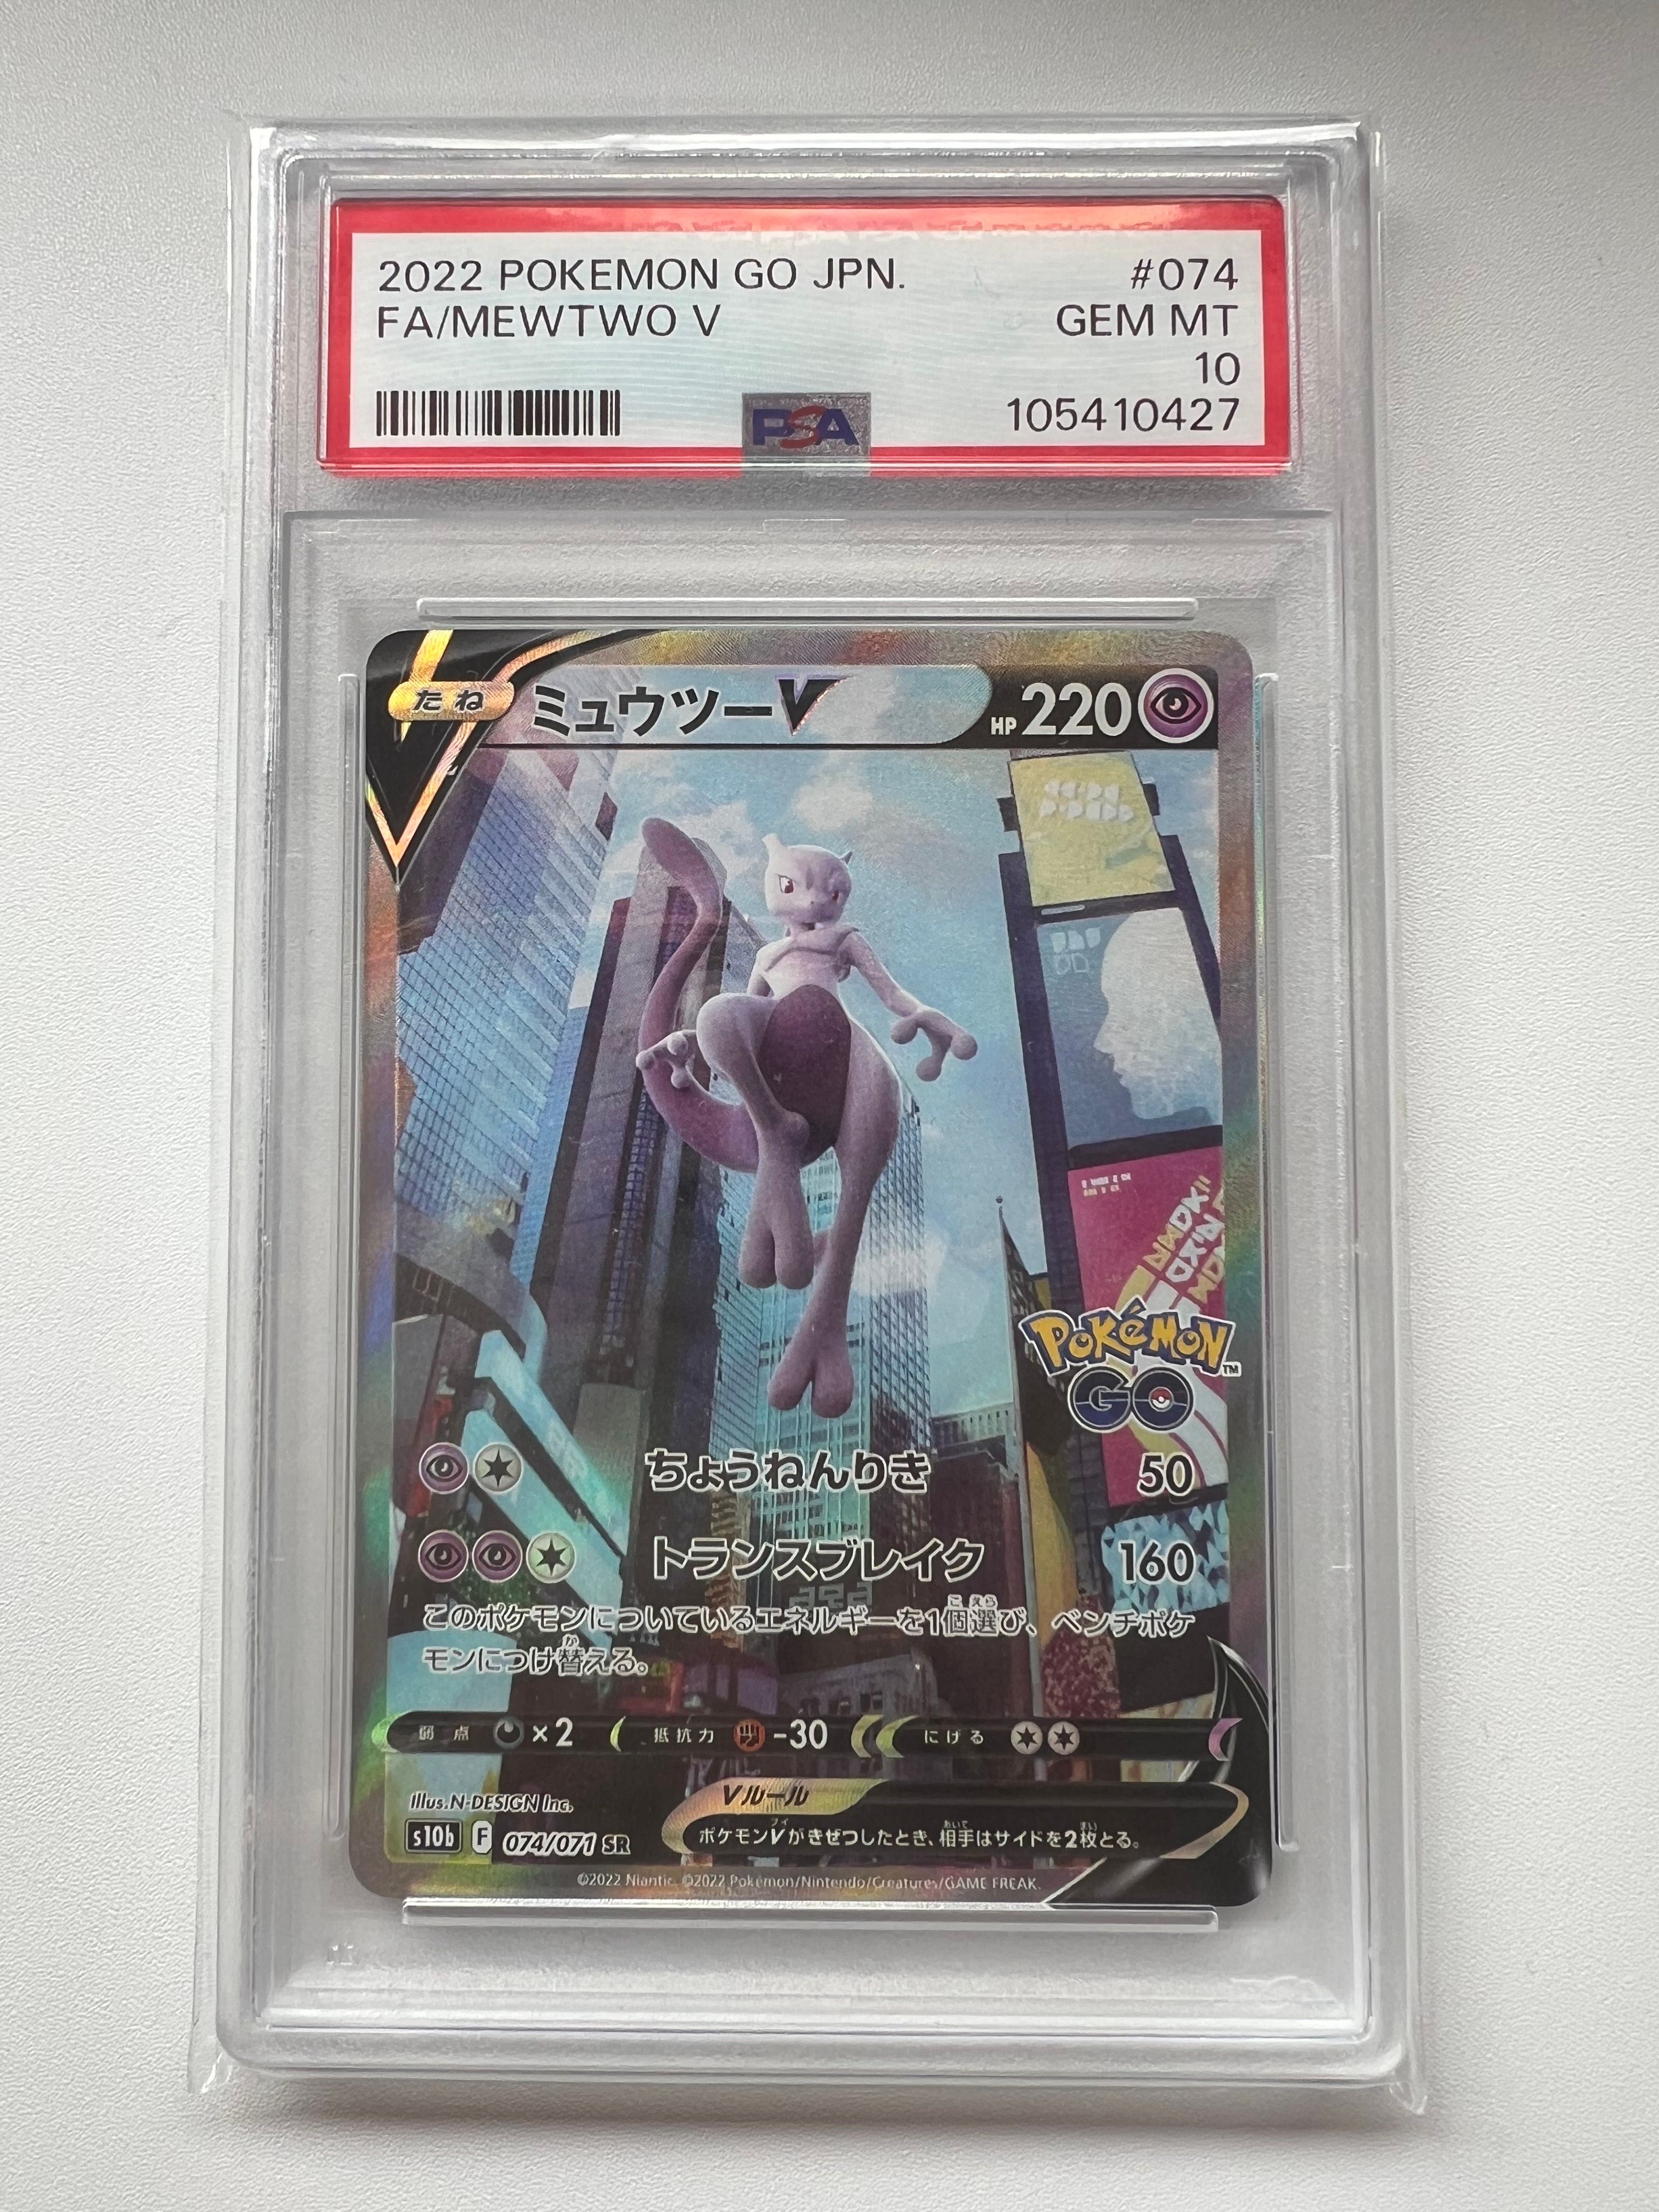 2022 POKEMON GO JPN. #074
FA/MEWTWO V GEM MT
10
PSA 105410427
たね ミュウツーV HP 220
POKéMON™
GO
ちょうねんりき 50
トランスブレイク 160
このポケモンについているエネルギーを1個選び、ベンチポケ
モンにつけ替える。
弱点 ×2 抵抗力 -30 にげる
Illus. N-DESIGN Inc.
Vルール
ポケモンVがきぜつしたとき、相手はサイドを2枚とる。
s10b F 074/071 SR
©2022 Niantic. ©2022 Pokémon/Nintendo/Creatures/GAME FREAK.